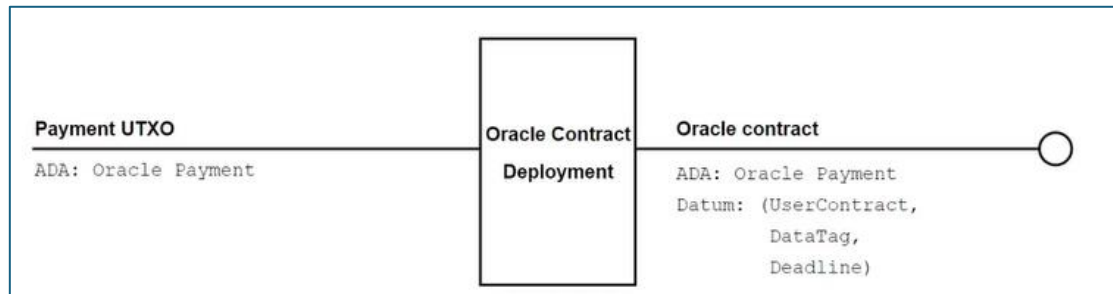 Payment UTXO
ADA: Oracle Payment
Oracle Contract
Deployment
Oracle contract
ADA: Oracle Payment
Datum: (UserContract,
DataTag,
Deadline)